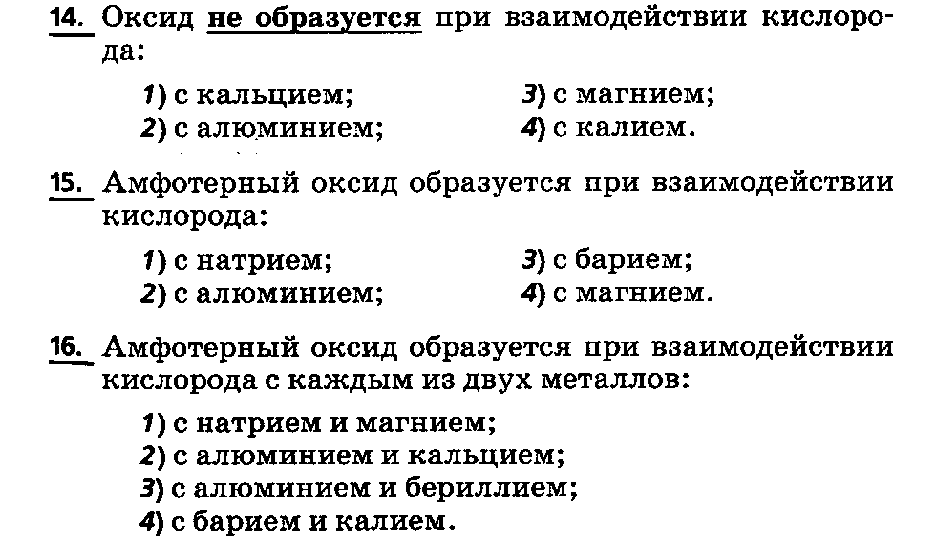 14. Оксид не образуется при взаимодействии кислоро-
да:
1) с кальцием; 3) с магнием;
2) с алюминием; 4) с калием.
15. Амфотерный оксид образуется при взаимодействии
кислорода:
1) с натрием; 3) с барием;
2) с алюминием; 4) с магнием.
16. Амфотерный оксид образуется при взаимодействии
кислорода с каждым из двух металлов:
1) с натрием и магнием;
2) с алюминием и кальцием;
3) с алюминием и бериллием;
4) с барием и калием.